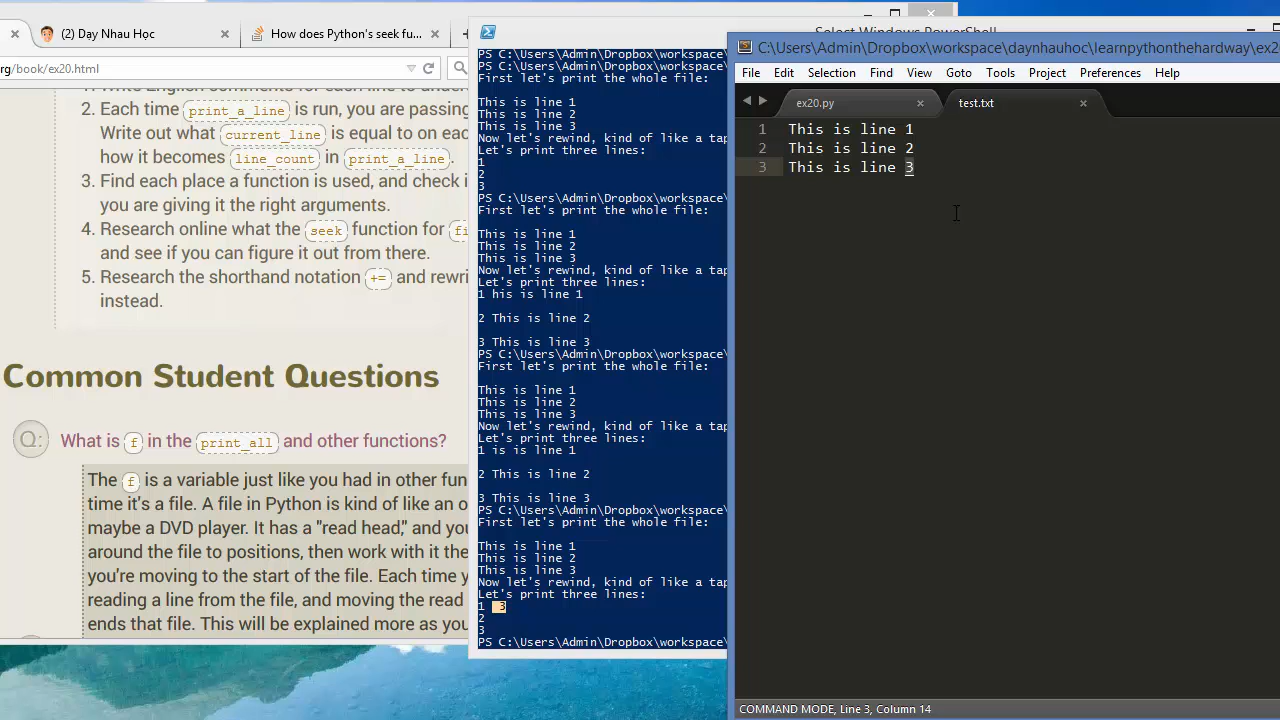 (2) Dạy Nhau Học
How does Python's seek fu...
rg/book/ex20.html
2. Each time print_a_line is run, you are passing
Write out what current_line is equal to on eac
how it becomes line_count in print_a_line.
3. Find each place a function is used, and check i
you are giving it the right arguments.
4. Research online what the seek function for fi
and see if you can figure it out from there.
5. Research the shorthand notation += and rewri
instead.
Common Student Questions
Q: What is f in the print_all and other functions?
The f is a variable just like you had in other fun
time it's a file. A file in Python is kind of like an o
maybe a DVD player. It has a "read head," and you
around the file to positions, then work with it the
you're moving to the start of the file. Each time y
reading a line from the file, and moving the read
ends that file. This will be explained more as you
Select Windows PowerShell
PS C:\Users\Admin\Dropbox\workspace\
PS C:\Users\Admin\Dropbox\workspace\
First let's print the whole file:
This is line 1
This is line 2
This is line 3
Now let's rewind, kind of like a tap
Let's print three lines:
1
2
3
PS C:\Users\Admin\Dropbox\workspace\
First let's print the whole file:
This is line 1
This is line 2
This is line 3
Now let's rewind, kind of like a tap
Let's print three lines:
1 his is line 1
2 This is line 2
3 This is line 3
PS C:\Users\Admin\Dropbox\workspace\
First let's print the whole file:
This is line 1
This is line 2
This is line 3
Now let's rewind, kind of like a tap
Let's print three lines:
1 is is line 1
2 This is line 2
3 This is line 3
PS C:\Users\Admin\Dropbox\workspace\
First let's print the whole file:
This is line 1
This is line 2
This is line 3
Now let's rewind, kind of like a tap
Let's print three lines:
1 3
2
3
PS C:\Users\Admin\Dropbox\workspace\
C:\Users\Admin\Dropbox\workspace\daynhauhoc\learnpythonthehardway\ex2
File Edit Selection Find View Goto Tools Project Preferences Help
ex20.py test.txt
1 This is line 1
2 This is line 2
3 This is line 3
COMMAND MODE, Line 3, Column 14